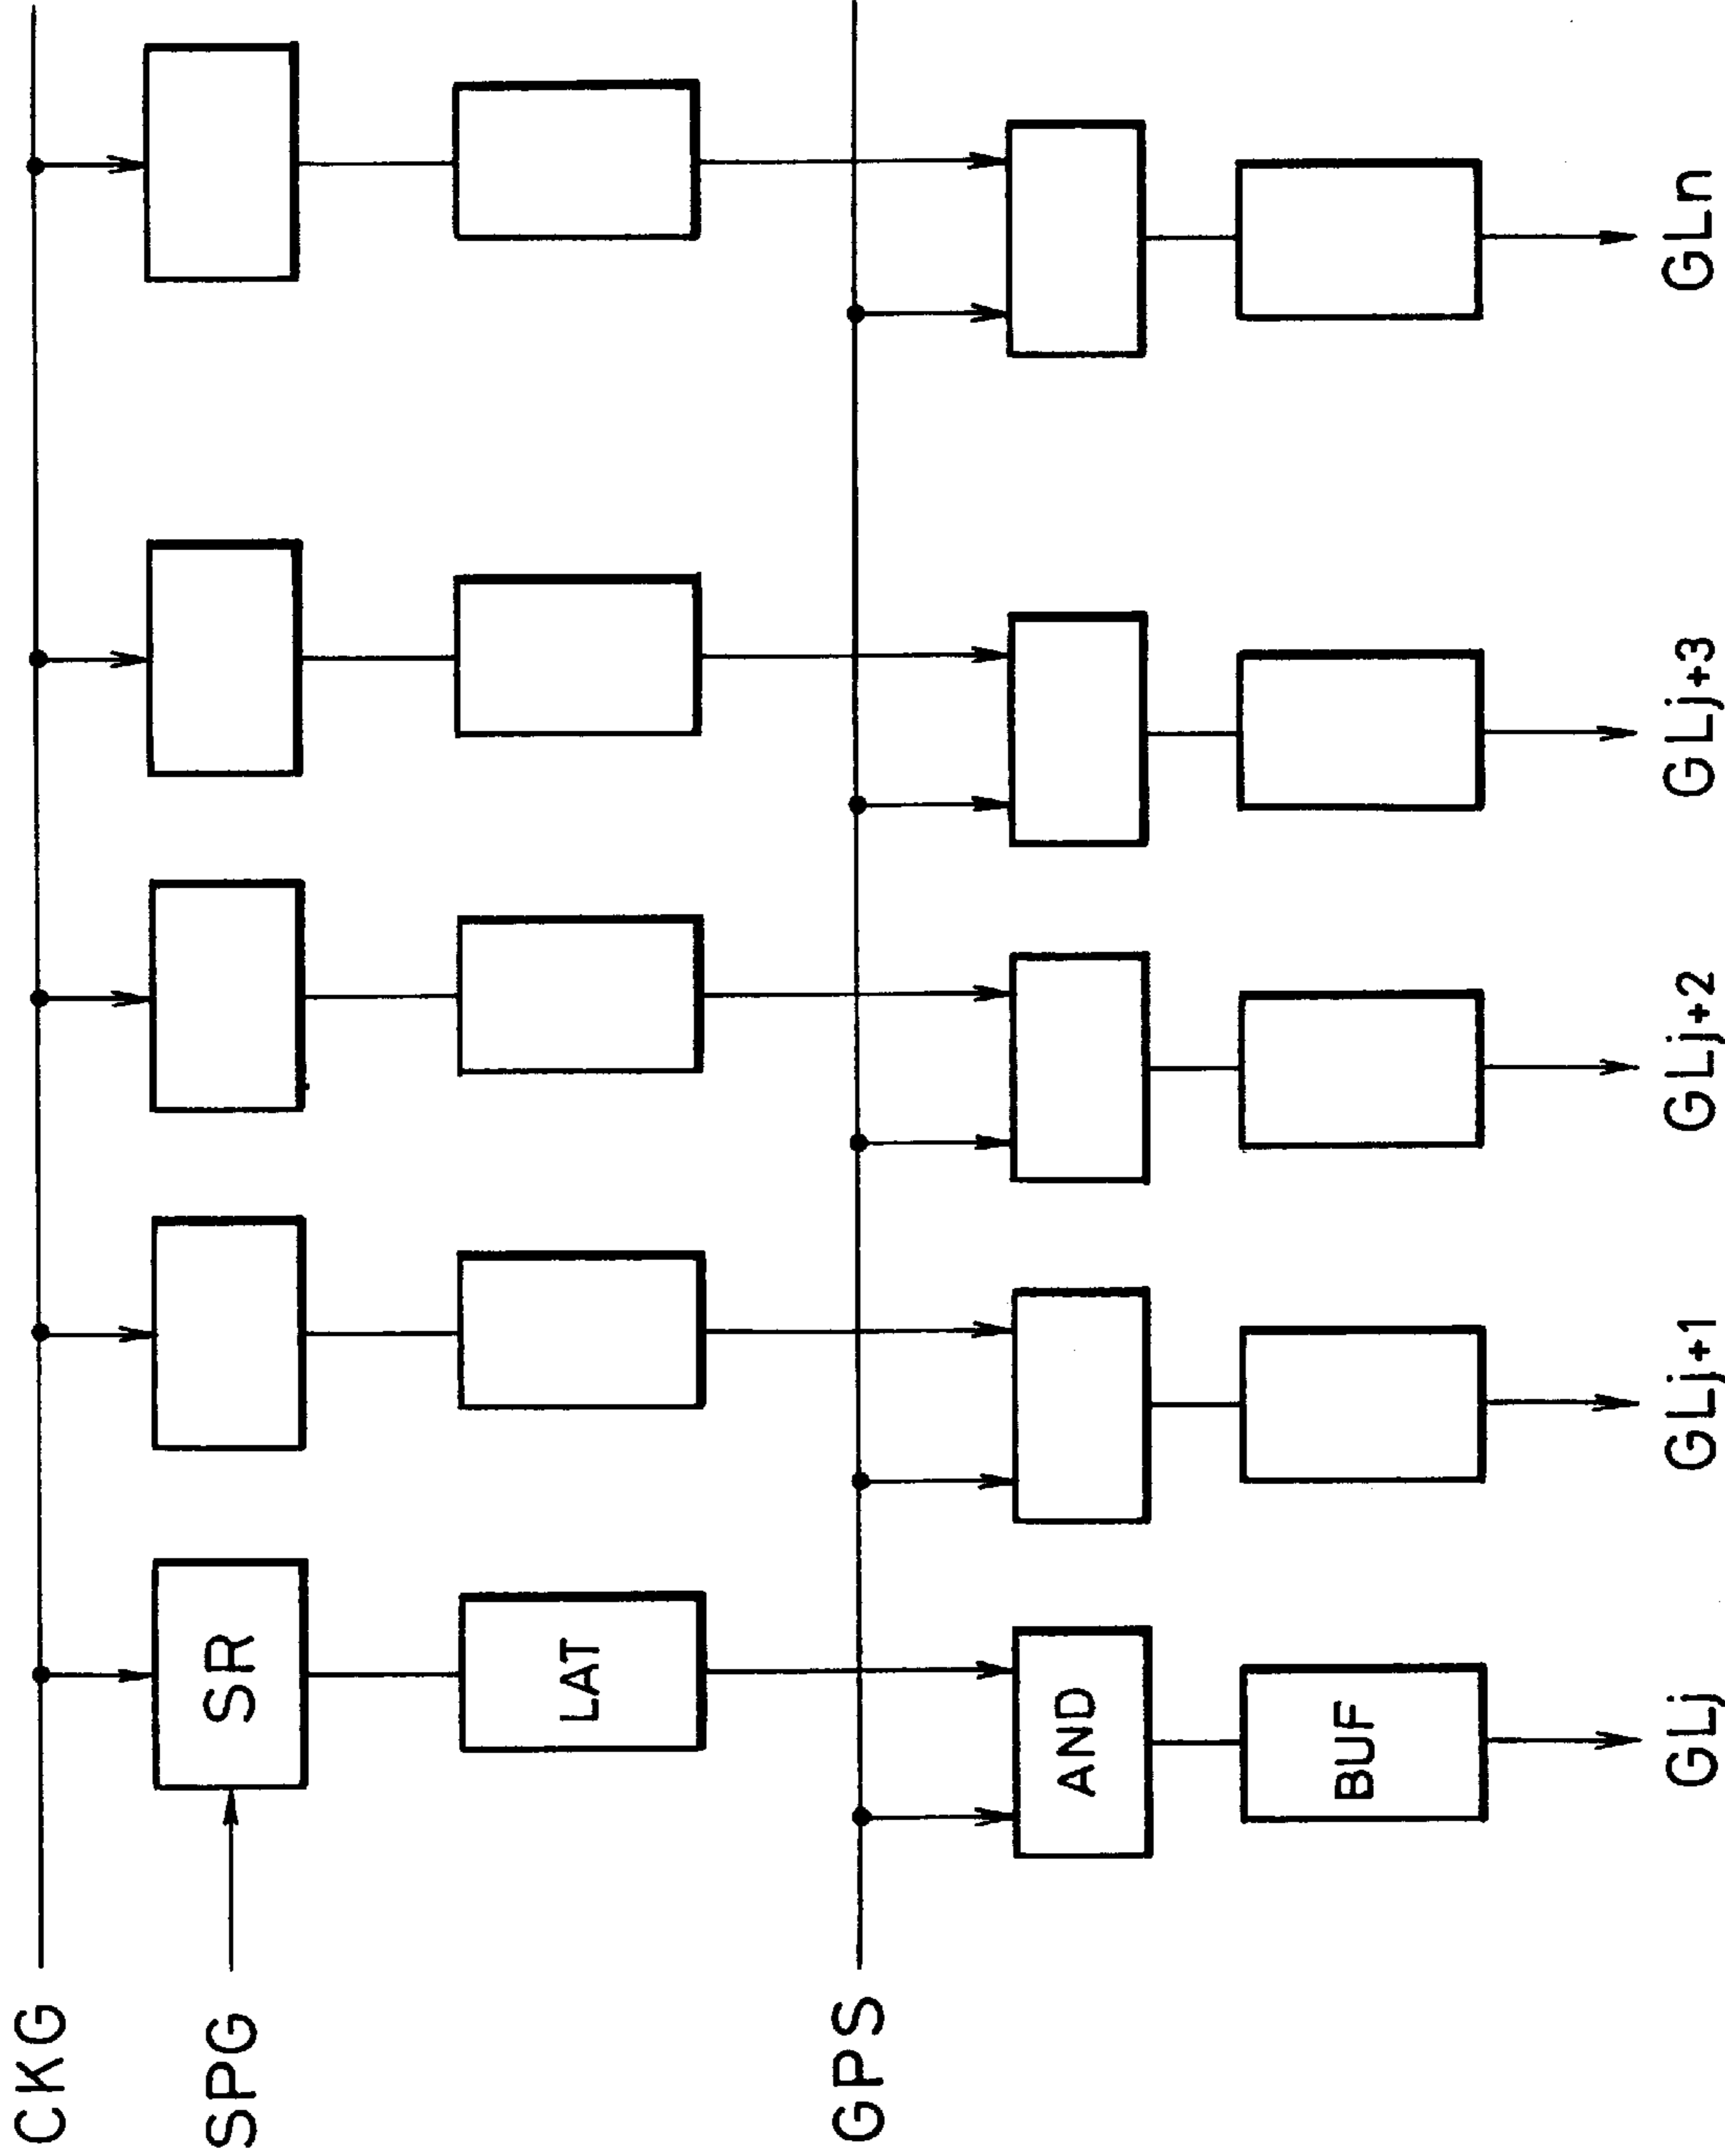 CKG
SPG
SR
LAT
GPS
AND
BUF
GLj
GLj+1
GLj+2
GLj+3
GLn